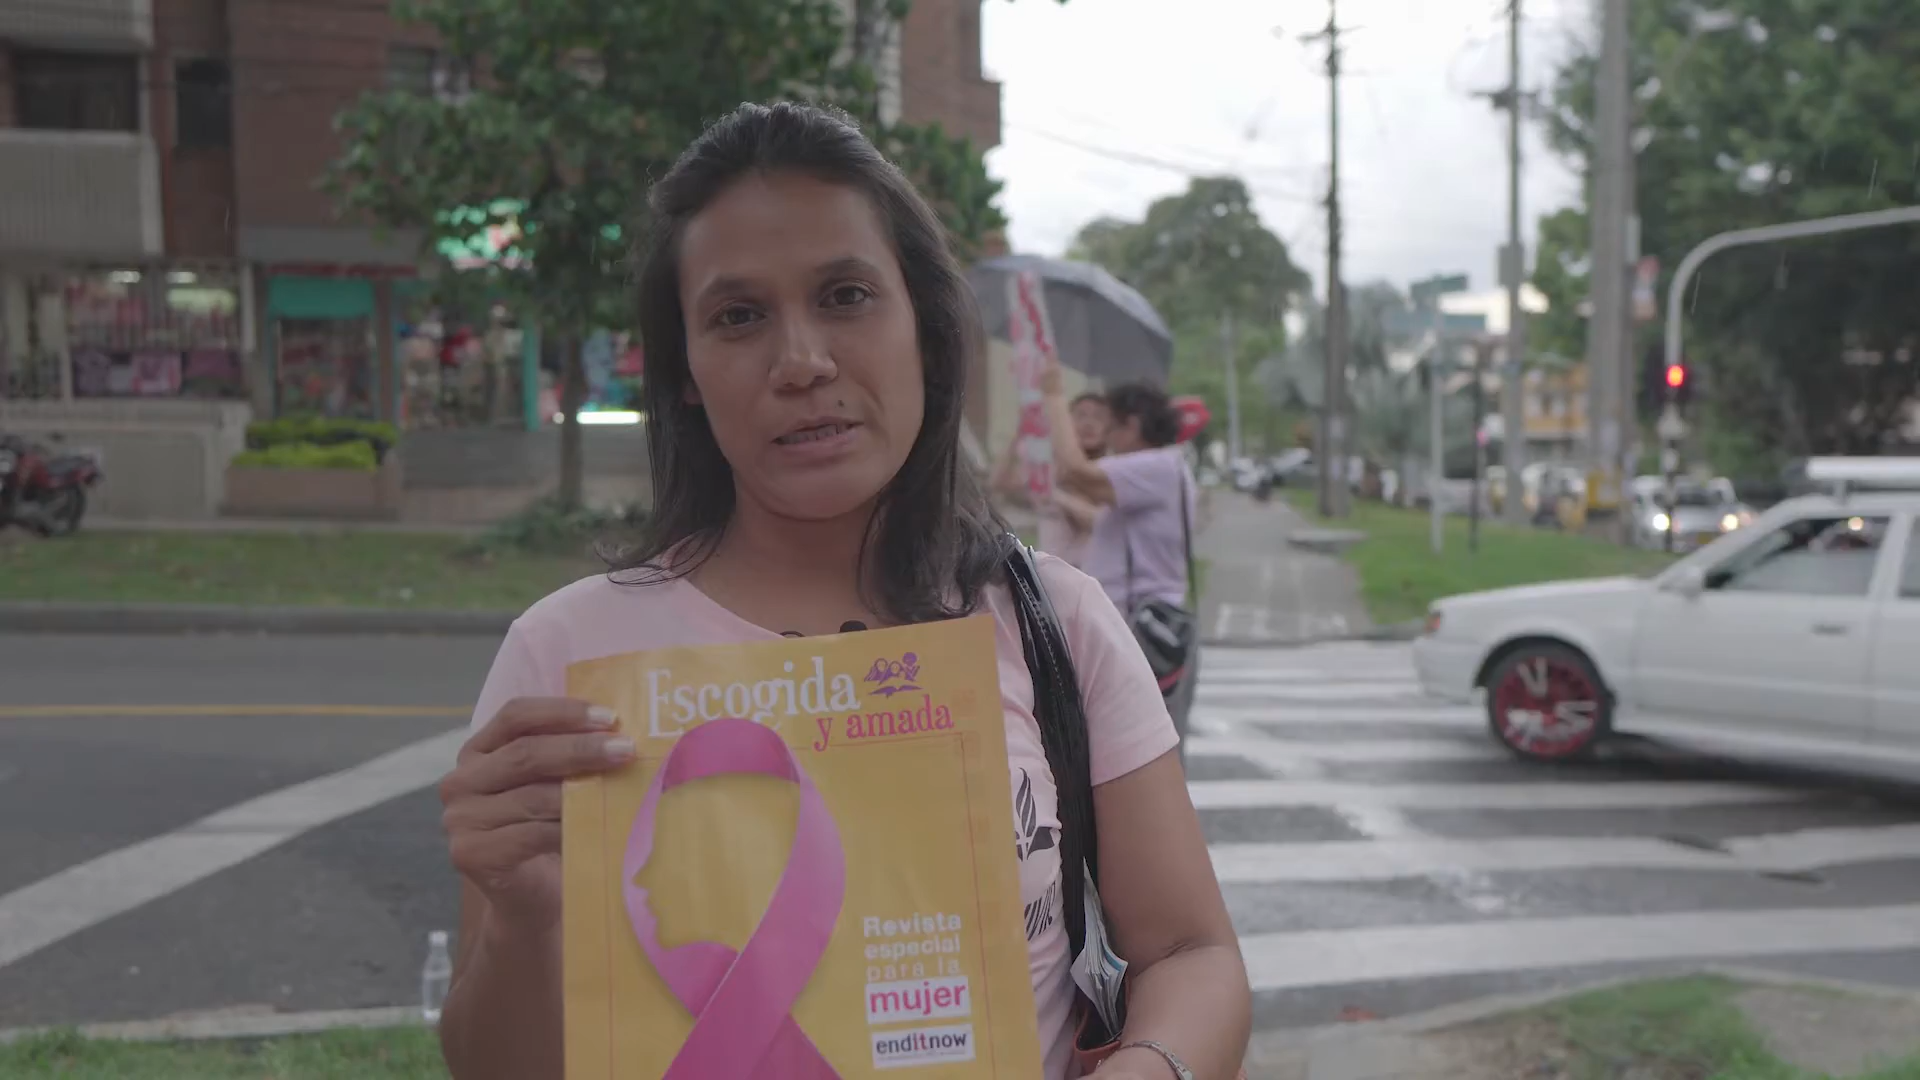 Escogida
y amada
Revista
especial
para la
mujer
enditnow